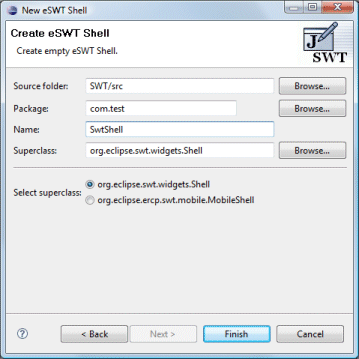 New eSWT Shell
Create eSWT Shell
Create empty eSWT Shell.
J
SWT
Source folder: SWT/src Browse...
Package: com.test Browse...
Name: SwtShell
Superclass: org.eclipse.swt.widgets.Shell Browse...
Select superclass: org.eclipse.swt.widgets.Shell
org.eclipse.ercp.swt.mobile.MobileShell
? < Back Next > Finish Cancel